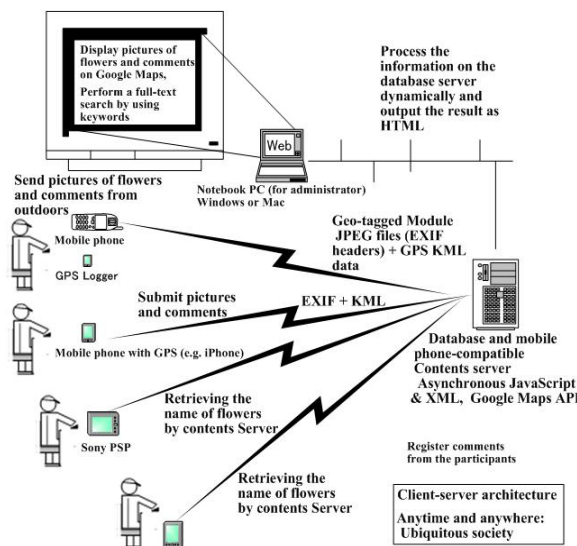 Display pictures of
flowers and comments
on Google Maps,
Perform a full-text
search by using
keywords
Process the
information on the
database server
dynamically and
output the result as
HTML
Web
Notebook PC (for administrator)
Windows or Mac
Send pictures of flowers
and comments from
outdoors
Mobile phone
GPS Logger
Geo-tagged Module
JPEG files (EXIF
headers) + GPS KML
data
Submit pictures
and comments
EXIF + KML
Mobile phone with GPS (e.g. iPhone)
Database and mobile
phone-compatible
Contents server
Asynchronous JavaScript
& XML, Google Maps API
Retrieving the
name of flowers
by contents Server
Sony PSP
Register comments
from the participants
Retrieving the
name of flowers
by contents Server
Client-server architecture
Anytime and anywhere:
Ubiquitous society